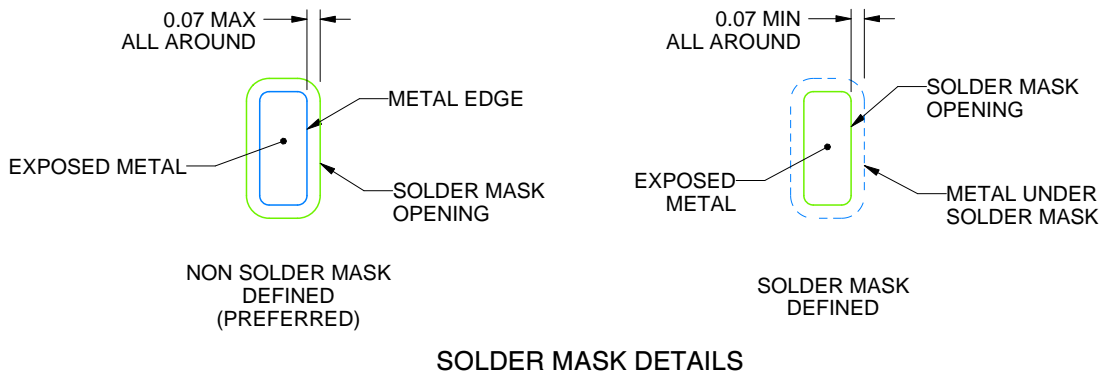 0.07 MAX
ALL AROUND
METAL EDGE
EXPOSED METAL
SOLDER MASK
OPENING
NON SOLDER MASK
DEFINED
(PREFERRED)
0.07 MIN
ALL AROUND
SOLDER MASK
OPENING
EXPOSED
METAL
METAL UNDER
SOLDER MASK
SOLDER MASK
DEFINED
SOLDER MASK DETAILS